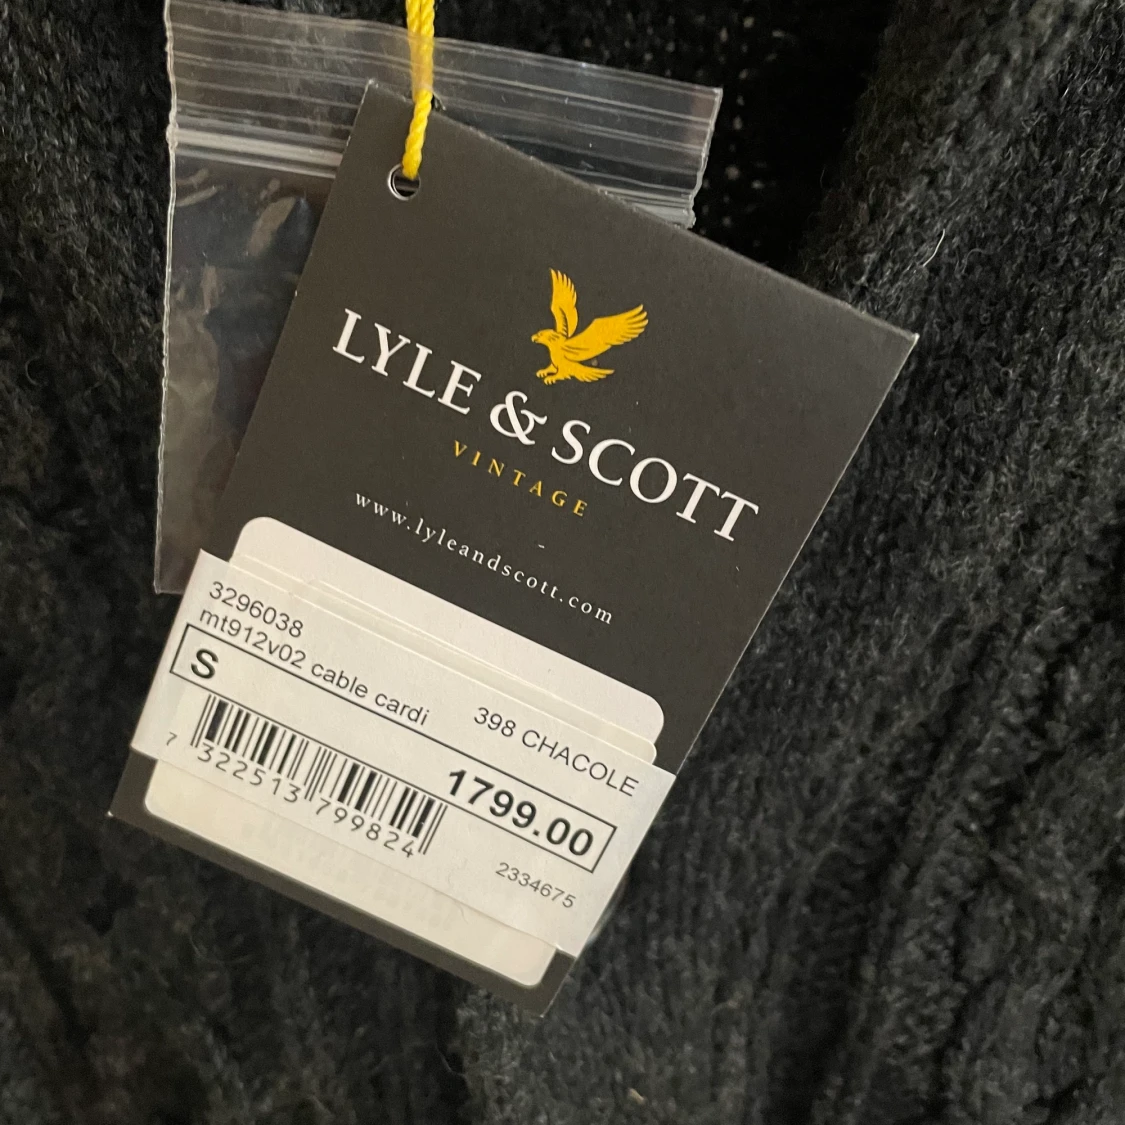 LYLE & SCOTT
VINTAGE
www.lyleandscott.com
3296038
mt912v02 cable cardi
S
398 CHACOLE
1799.00
7 322513 799824
2334675